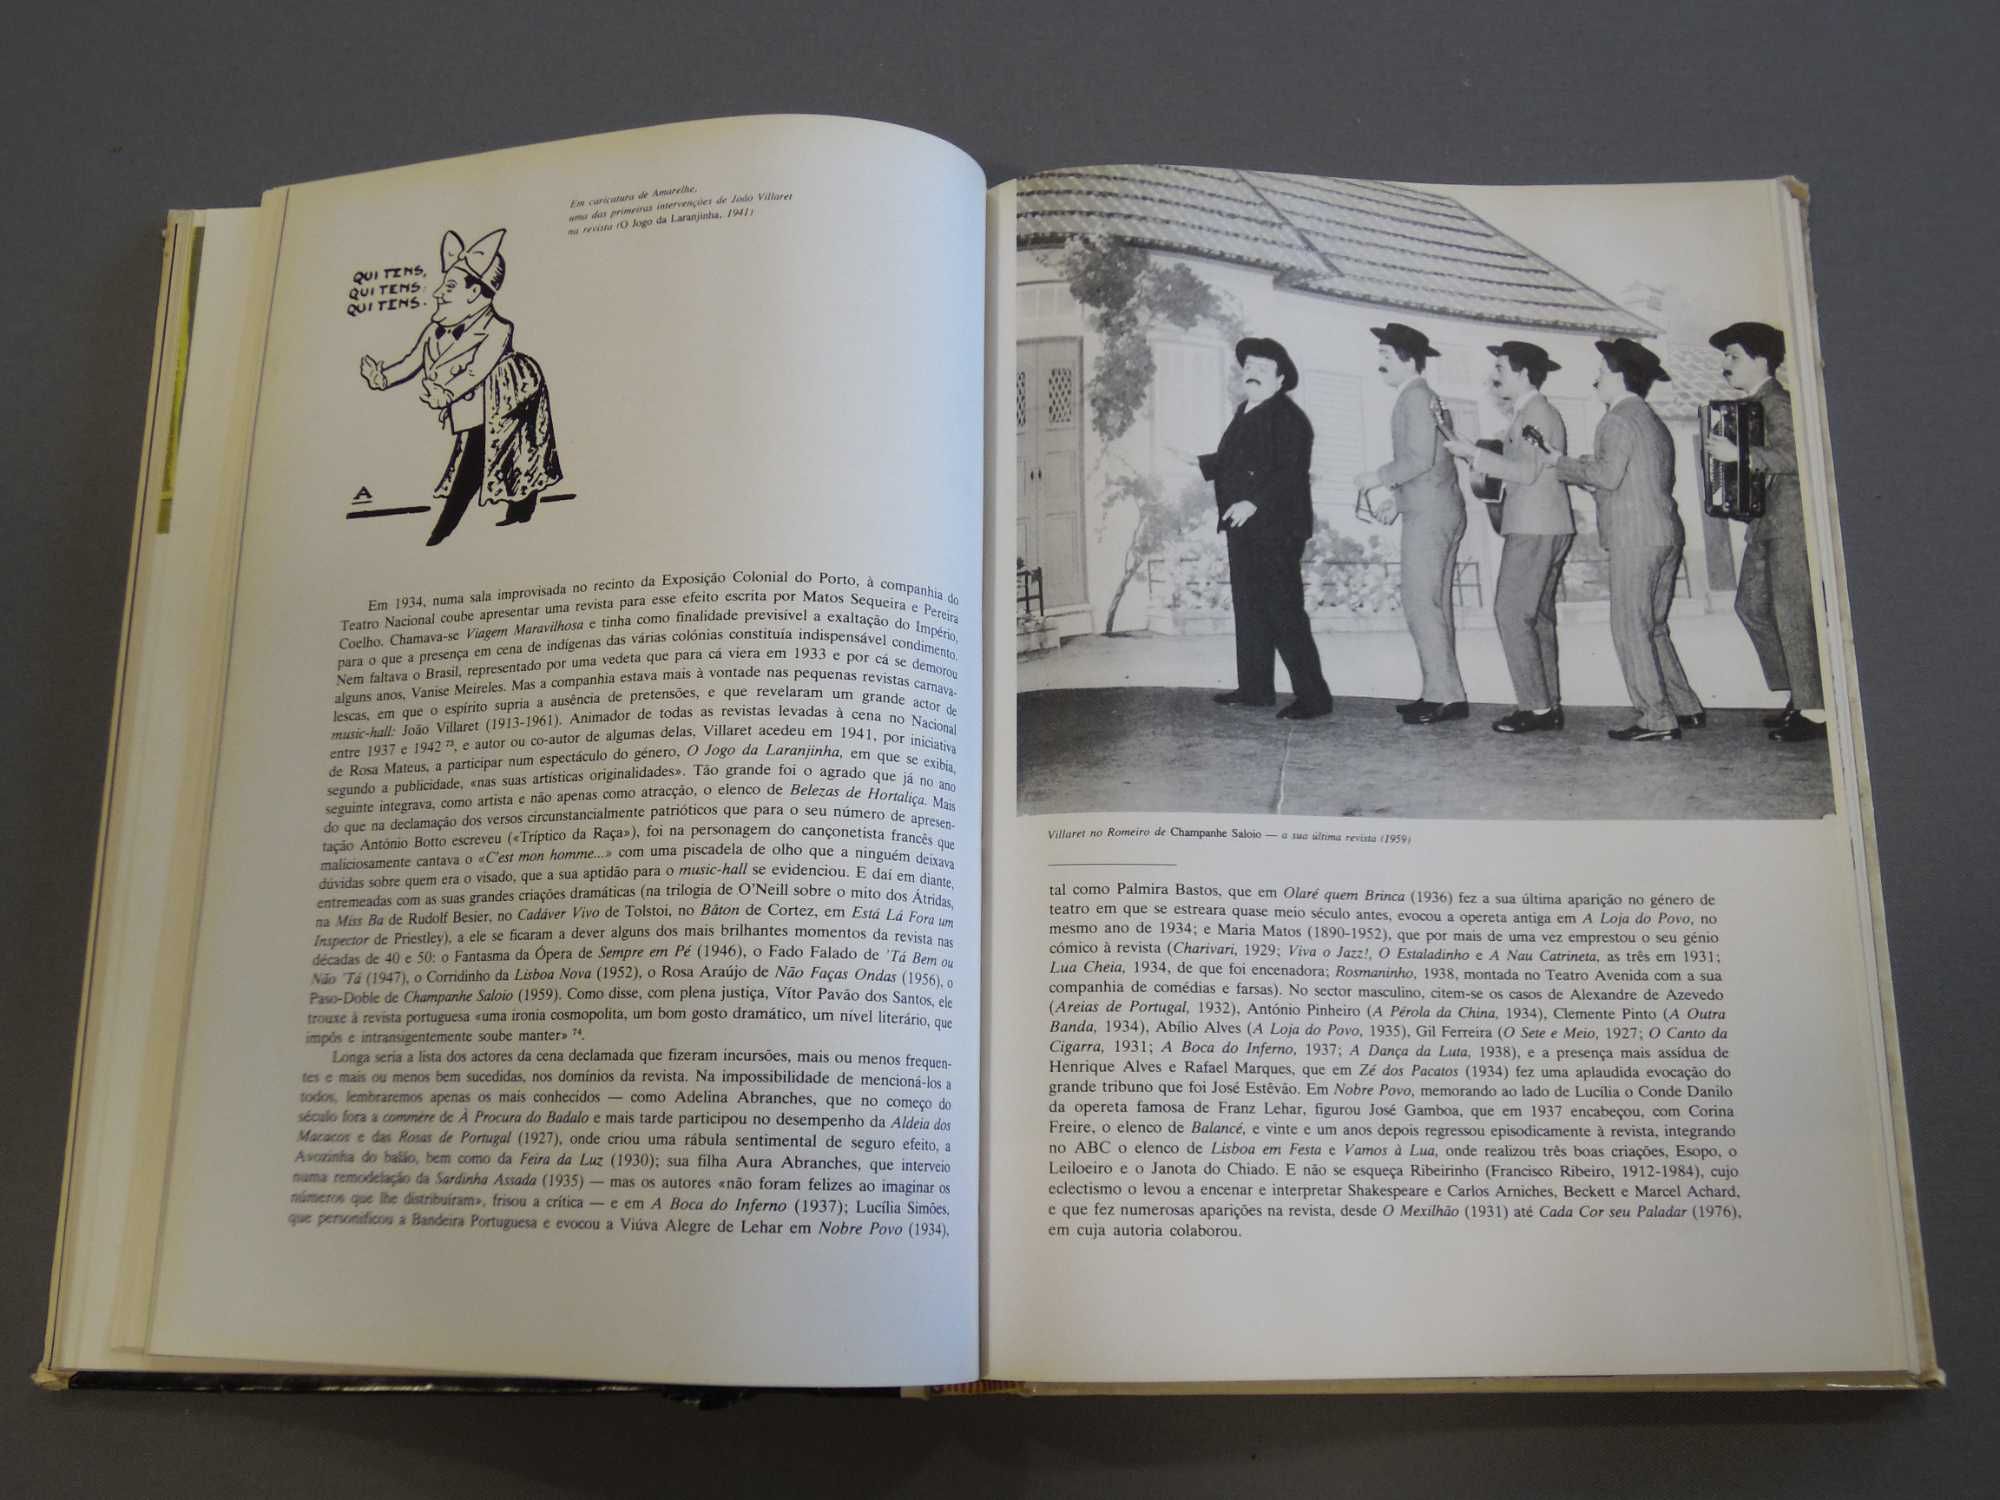 Em caricatura de Amarelhe,
uma das primeiras intervenções de João Villaret
na revista (O Jogo da Laranjinha, 1941)
QUI TENS,
QUI TENS:
QUI TENS.
A
Em 1934, numa sala improvisada no recinto da Exposição Colonial do Porto, à companhia do
Teatro Nacional coube apresentar uma revista para esse efeito escrita por Matos Sequeira e Pereira
Coelho. Chamava-se Viagem Maravilhosa e tinha como finalidade previsível a exaltação do Império,
para o que a presença em cena de indígenas das várias colónias constituía indispensável condimento.
Nem faltava o Brasil, representado por uma vedeta que para cá viera em 1933 e por cá se demorou
alguns anos, Vanise Meireles. Mas a companhia estava mais à vontade nas pequenas revistas carnava-
lescas, em que o espírito supria a ausência de pretensões, e que revelaram um grande actor de
music-hall: João Villaret (1913-1961). Animador de todas as revistas levadas à cena no Nacional
entre 1937 e 1942 73, e autor ou co-autor de algumas delas, Villaret acedeu em 1941, por iniciativa
de Rosa Mateus, a participar num espectáculo do género, O Jogo da Laranjinha, em que se exibia,
segundo a publicidade, «nas suas artísticas originalidades». Tão grande foi o agrado que já no ano
seguinte integrava, como artista e não apenas como atracção, o elenco de Belezas de Hortaliça. Mais
do que na declamação dos versos circunstancialmente patrióticos que para o seu número de apresen-
tação António Botto escreveu («Tríptico da Raça»), foi na personagem do cançonetista francês que
maliciosamente cantava o «C'est mon homme...» com uma piscadela de olho que a ninguém deixava
dúvidas sobre quem era o visado, que a sua aptidão para o music-hall se evidenciou. E daí em diante,
entremeadas com as suas grandes criações dramáticas (na trilogia de O'Neill sobre o mito dos Átridas,
na Miss Ba de Rudolf Besier, no Cadáver Vivo de Tolstoi, no Bâton de Cortez, em Está Lá Fora um
Inspector de Priestley), a ele se ficaram a dever alguns dos mais brilhantes momentos da revista nas
décadas de 40 e 50: o Fantasma da Ópera de Sempre em Pé (1946), o Fado Falado de 'Tá Bem ou
Não 'Tá (1947), o Corridinho da Lisboa Nova (1952), o Rosa Araújo de Não Faças Ondas (1956), o
Paso-Doble de Champanhe Saloio (1959). Como disse, com plena justiça, Vítor Pavão dos Santos, ele
trouxe à revista portuguesa «uma ironia cosmopolita, um bom gosto dramático, um nível literário, que
impôs e intransigentemente soube manter» 74.
Longa seria a lista dos actores da cena declamada que fizeram incursões, mais ou menos frequen-
tes e mais ou menos bem sucedidas, nos domínios da revista. Na impossibilidade de mencioná-los a
todos, lembraremos apenas os mais conhecidos — como Adelina Abranches, que no começo do
século fora a commère de À Procura do Badalo e mais tarde participou no desempenho da Aldeia dos
Macacos e das Rosas de Portugal (1927), onde criou uma rábula sentimental de seguro efeito, a
Avozinha do balão, bem como da Feira da Luz (1930); sua filha Aura Abranches, que interveio
numa remodelação da Sardinha Assada (1935) — mas os autores «não foram felizes ao imaginar os
números que lhe distribuíram», frisou a crítica — e em A Boca do Inferno (1937); Lucília Simões,
que personificou a Bandeira Portuguesa e evocou a Viúva Alegre de Lehar em Nobre Povo (1934),
Villaret no Romeiro de Champanhe Saloio — a sua última revista (1959)
tal como Palmira Bastos, que em Olaré quem Brinca (1936) fez a sua última aparição no género de
teatro em que se estreara quase meio século antes, evocou a opereta antiga em A Loja do Povo, no
mesmo ano de 1934; e Maria Matos (1890-1952), que por mais de uma vez emprestou o seu génio
cómico à revista (Charivari, 1929; Viva o Jazz!, O Estaladinho e A Nau Catrineta, as três em 1931;
Lua Cheia, 1934, de que foi encenadora; Rosmaninho, 1938, montada no Teatro Avenida com a sua
companhia de comédias e farsas). No sector masculino, citem-se os casos de Alexandre de Azevedo
(Areias de Portugal, 1932), António Pinheiro (A Pérola da China, 1934), Clemente Pinto (A Outra
Banda, 1934), Abílio Alves (A Loja do Povo, 1935), Gil Ferreira (O Sete e Meio, 1927; O Canto da
Cigarra, 1931; A Boca do Inferno, 1937; A Dança da Luta, 1938), e a presença mais assídua de
Henrique Alves e Rafael Marques, que em Zé dos Pacatos (1934) fez uma aplaudida evocação do
grande tribuno que foi José Estêvão. Em Nobre Povo, memorando ao lado de Lucília o Conde Danilo
da opereta famosa de Franz Lehar, figurou José Gamboa, que em 1937 encabeçou, com Corina
Freire, o elenco de Balancé, e vinte e um anos depois regressou episodicamente à revista, integrando
no ABC o elenco de Lisboa em Festa e Vamos à Lua, onde realizou três boas criações, Esopo, o
Leiloeiro e o Janota do Chiado. E não se esqueça Ribeirinho (Francisco Ribeiro, 1912-1984), cujo
eclectismo o levou a encenar e interpretar Shakespeare e Carlos Arniches, Beckett e Marcel Achard,
e que fez numerosas aparições na revista, desde O Mexilhão (1931) até Cada Cor seu Paladar (1976),
em cuja autoria colaborou.